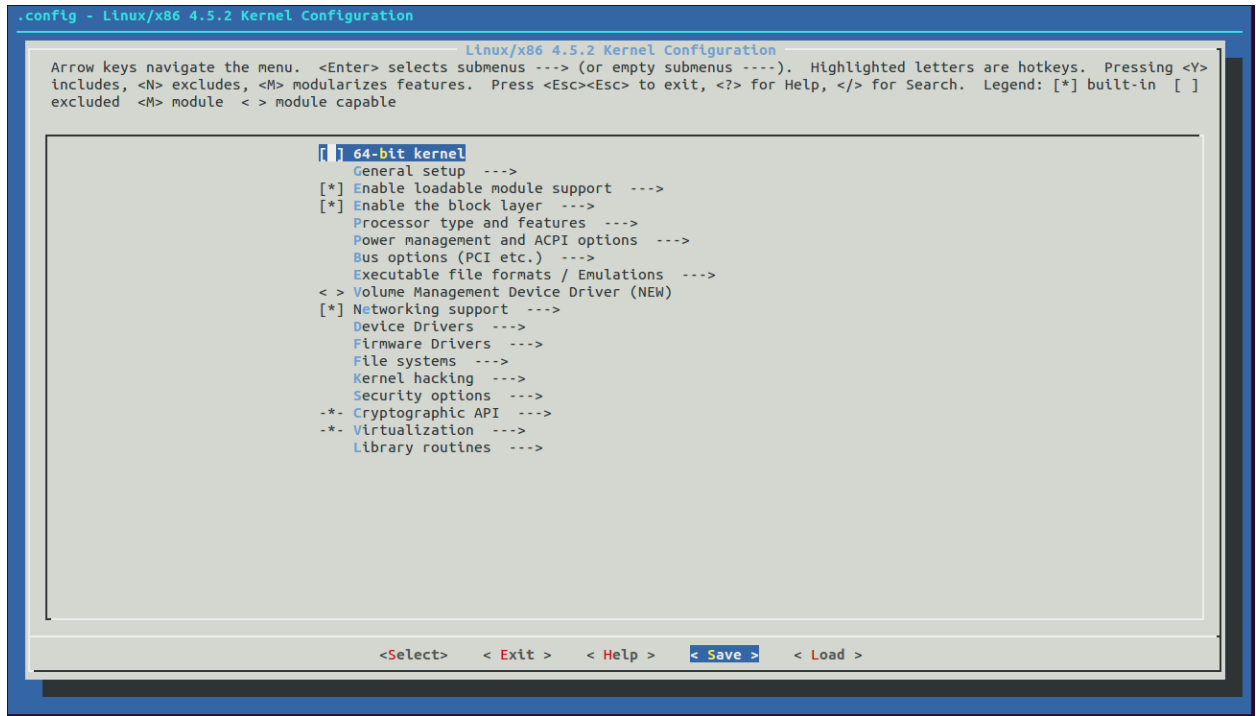 .config - Linux/x86 4.5.2 Kernel Configuration
Linux/x86 4.5.2 Kernel Configuration
Arrow keys navigate the menu.  <Enter> selects submenus ---> (or empty submenus ----).  Highlighted letters are hotkeys.  Pressing <Y>
includes, <N> excludes, <M> modularizes features.  Press <Esc><Esc> to exit, <?> for Help, </> for Search.  Legend: [*] built-in  [ ]
excluded  <M> module  < > module capable
[ ] 64-bit kernel
General setup  --->
[*] Enable loadable module support  --->
[*] Enable the block layer  --->
Processor type and features  --->
Power management and ACPI options  --->
Bus options (PCI etc.)  --->
Executable file formats / Emulations  --->
< > Volume Management Device Driver (NEW)
[*] Networking support  --->
Device Drivers  --->
Firmware Drivers  --->
File systems  --->
Kernel hacking  --->
Security options  --->
-*- Cryptographic API  --->
-*- Virtualization  --->
Library routines  --->
<Select>    < Exit >    < Help >    < Save >    < Load >